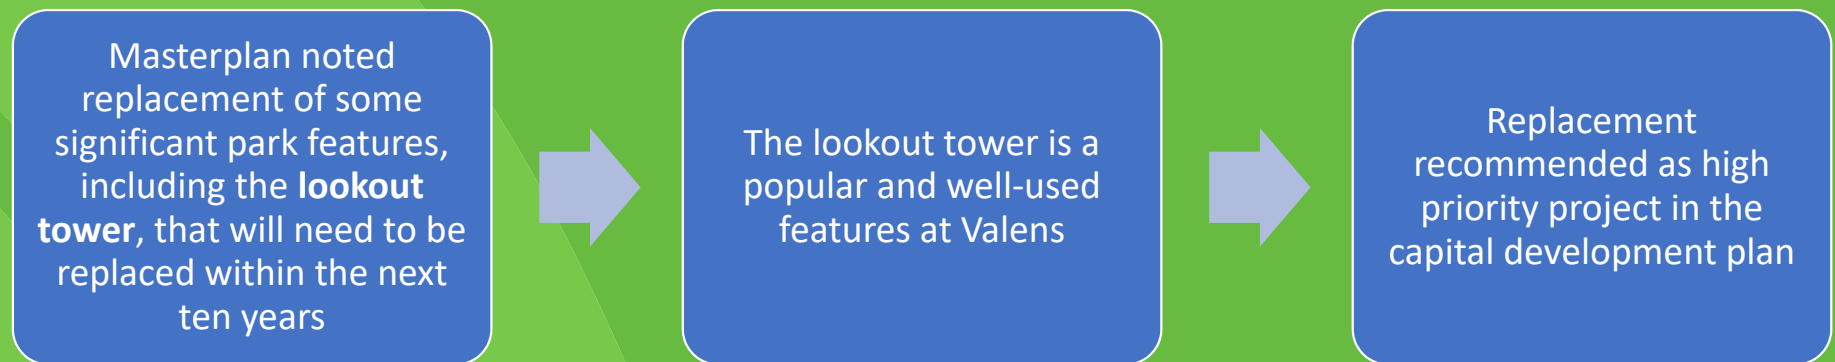 Masterplan noted
replacement of some
significant park features,
including the lookout
tower, that will need to be
replaced within the next
ten years
The lookout tower is a
popular and well-used
features at Valens
Replacement
recommended as high
priority project in the
capital development plan